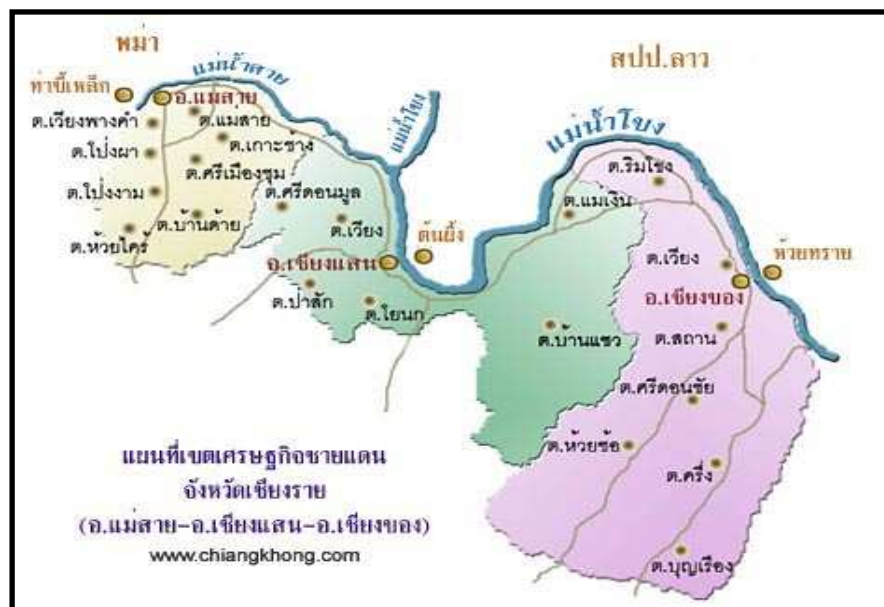 พม่า
สปป.ลาว
แม่น้ำสาย
ท่าขี้เหล็ก
อ.แม่สาย
แม่น้ำโขง
แม่น้ำโขง
ต.เวียงพางคำ
ต.แม่สาย
ต.เกาะช้าง
ต.โป่งผา
ต.ศรีเมืองชุม
ต.ริมโขง
ต.โป่งงาม
ต.ศรีดอนมูล
ต.แม่เงิน
ต.บ้านด้าย
ต.เวียง
ต้นผึ้ง
ต.ห้วยไคร้
ต.เวียง
ห้วยทราย
อ.เชียงแสน
อ.เชียงของ
ต.ป่าสัก
ต.โยนก
ต.บ้านแซว
ต.สถาน
ต.ศรีดอนชัย
ต.ห้วยซ้อ
ต.ครึ่ง
ต.บุญเรือง
แผนที่เขตเศรษฐกิจชายแดน
จังหวัดเชียงราย
(อ.แม่สาย-อ.เชียงแสน-อ.เชียงของ)
www.chiangkhong.com